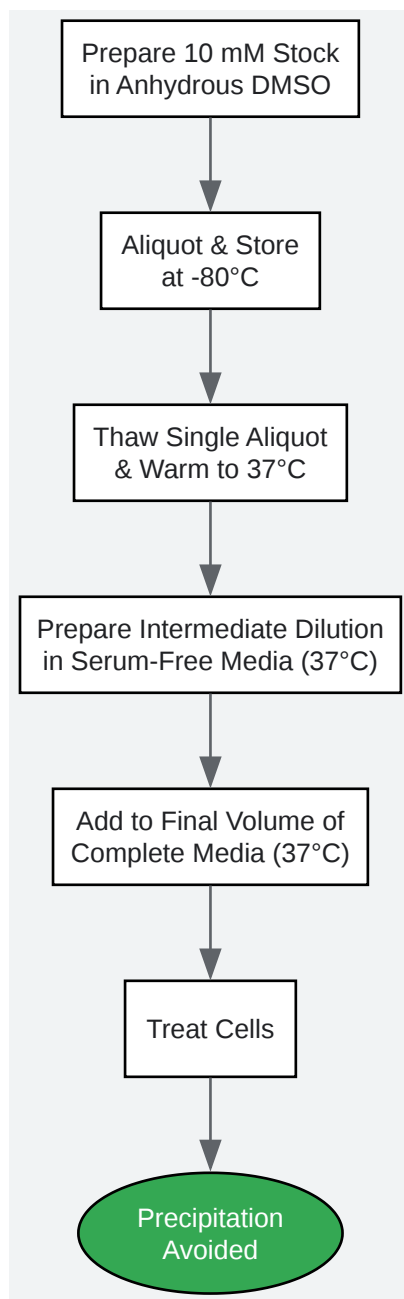 Prepare 10 mM Stock
in Anhydrous DMSO
Aliquot & Store
at -80°C
Thaw Single Aliquot
& Warm to 37°C
Prepare Intermediate Dilution
in Serum-Free Media (37°C)
Add to Final Volume of
Complete Media (37°C)
Treat Cells
Precipitation
Avoided